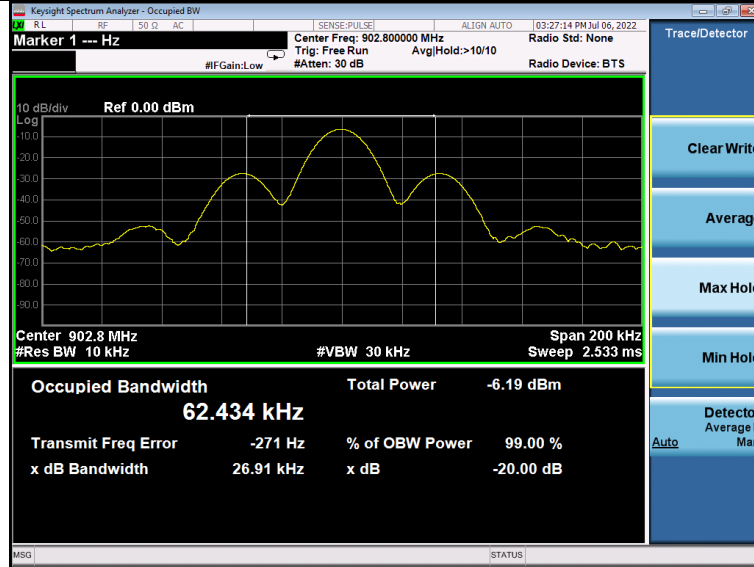 Keysight Spectrum Analyzer - Occupied BW
LXI RL RF 50 Ω AC SENSE:PULSE ALIGN AUTO 03:27:14 PM Jul 06, 2022
Marker 1 --- Hz
Center Freq: 902.800000 MHz Radio Std: None
Trig: Free Run Avg|Hold:>10/10
#IFGain:Low #Atten: 30 dB Radio Device: BTS
Trace/Detector
10 dB/div Ref 0.00 dBm
Log
-10.0
-20.0
-30.0
-40.0
-50.0
-60.0
-70.0
-80.0
-90.0
Center 902.8 MHz Span 200 kHz
#Res BW 10 kHz #VBW 30 kHz Sweep 2.533 ms
Occupied Bandwidth Total Power -6.19 dBm
62.434 kHz
Transmit Freq Error -271 Hz % of OBW Power 99.00 %
x dB Bandwidth 26.91 kHz x dB -20.00 dB
Clear Writ
Averag
Max Hol
Min Hol
Detecto
Average
Auto Ma
MSG STATUS